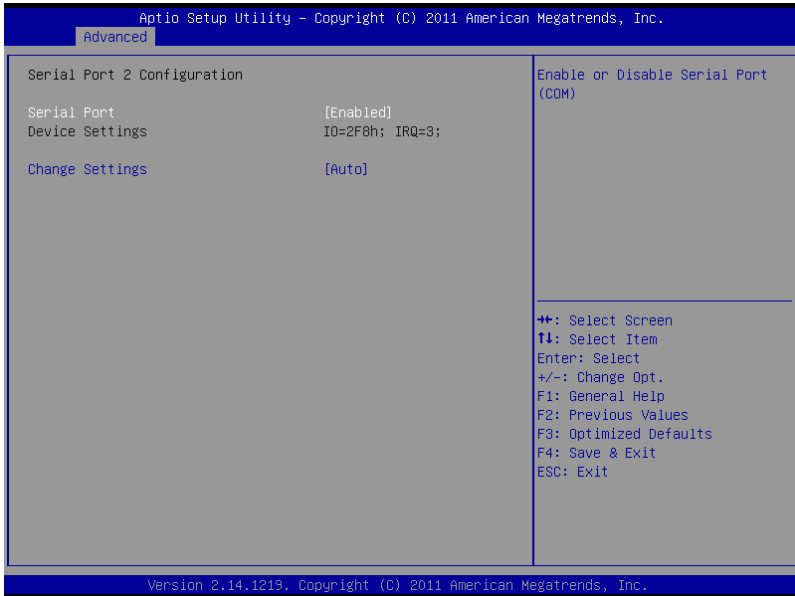 Aptio Setup Utility – Copyright (C) 2011 American Megatrends, Inc.
Advanced
Serial Port 2 Configuration
Serial Port [Enabled]
Device Settings IO=2F8h; IRQ=3;
Change Settings [Auto]
Enable or Disable Serial Port
(COM)
→←: Select Screen
↑↓: Select Item
Enter: Select
+/-: Change Opt.
F1: General Help
F2: Previous Values
F3: Optimized Defaults
F4: Save & Exit
ESC: Exit
Version 2.14.1219. Copyright (C) 2011 American Megatrends, Inc.